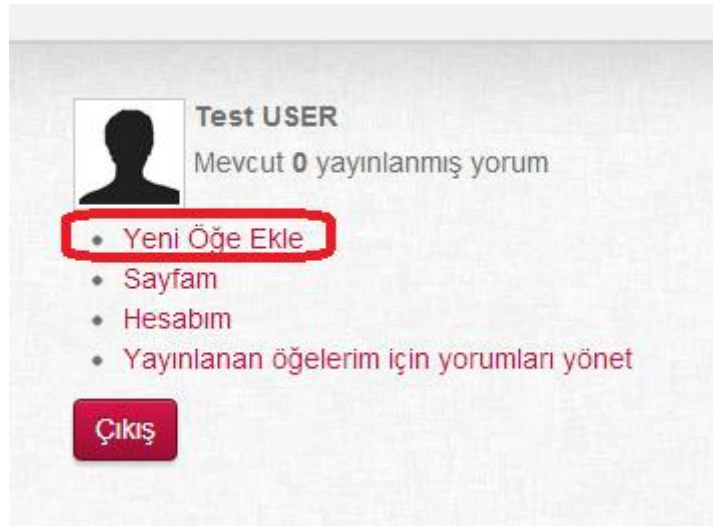 Test USER
Mevcut 0 yayınlanmış yorum
Yeni Öğe Ekle
Sayfam
Hesabım
Yayınlanan öğelerim için yorumları yönet
Çıkış